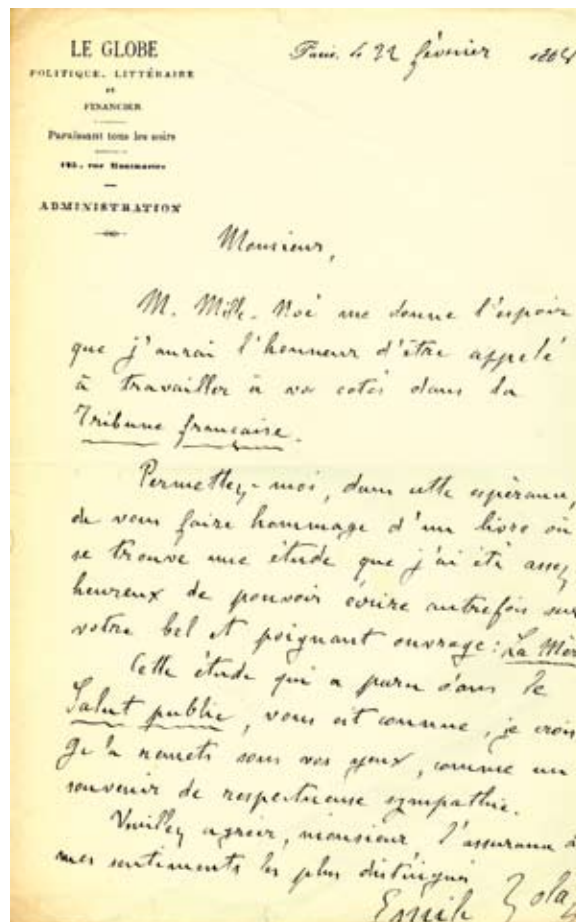 LE GLOBE
POLITIQUE, LITTÉRAIRE
ET
FINANCIER
Paraissant tous les soirs
rue Montmartre
ADMINISTRATION
Paris, le 22 février
Monsieur,
M. Noé me donne l'espoir
que j'aurai l'honneur d'être appelé
à travailler à vos cotés dans la
Tribune française.
Permettez-moi, dans cette espérance,
de vous faire hommage d'un livre où
se trouve une étude que j'ai été assez
heureux de pouvoir écrire autrefois sur
votre bel et poignant ouvrage : La Mèr
Cette étude qui a paru dans le
Salut public, vous est connue, je crois
Je la remets sous vos yeux, comme un
souvenir de respectueuse sympathie.
Veuillez agréer, monsieur, l'assurance d
mes sentiments les plus distingués
Emile Zola